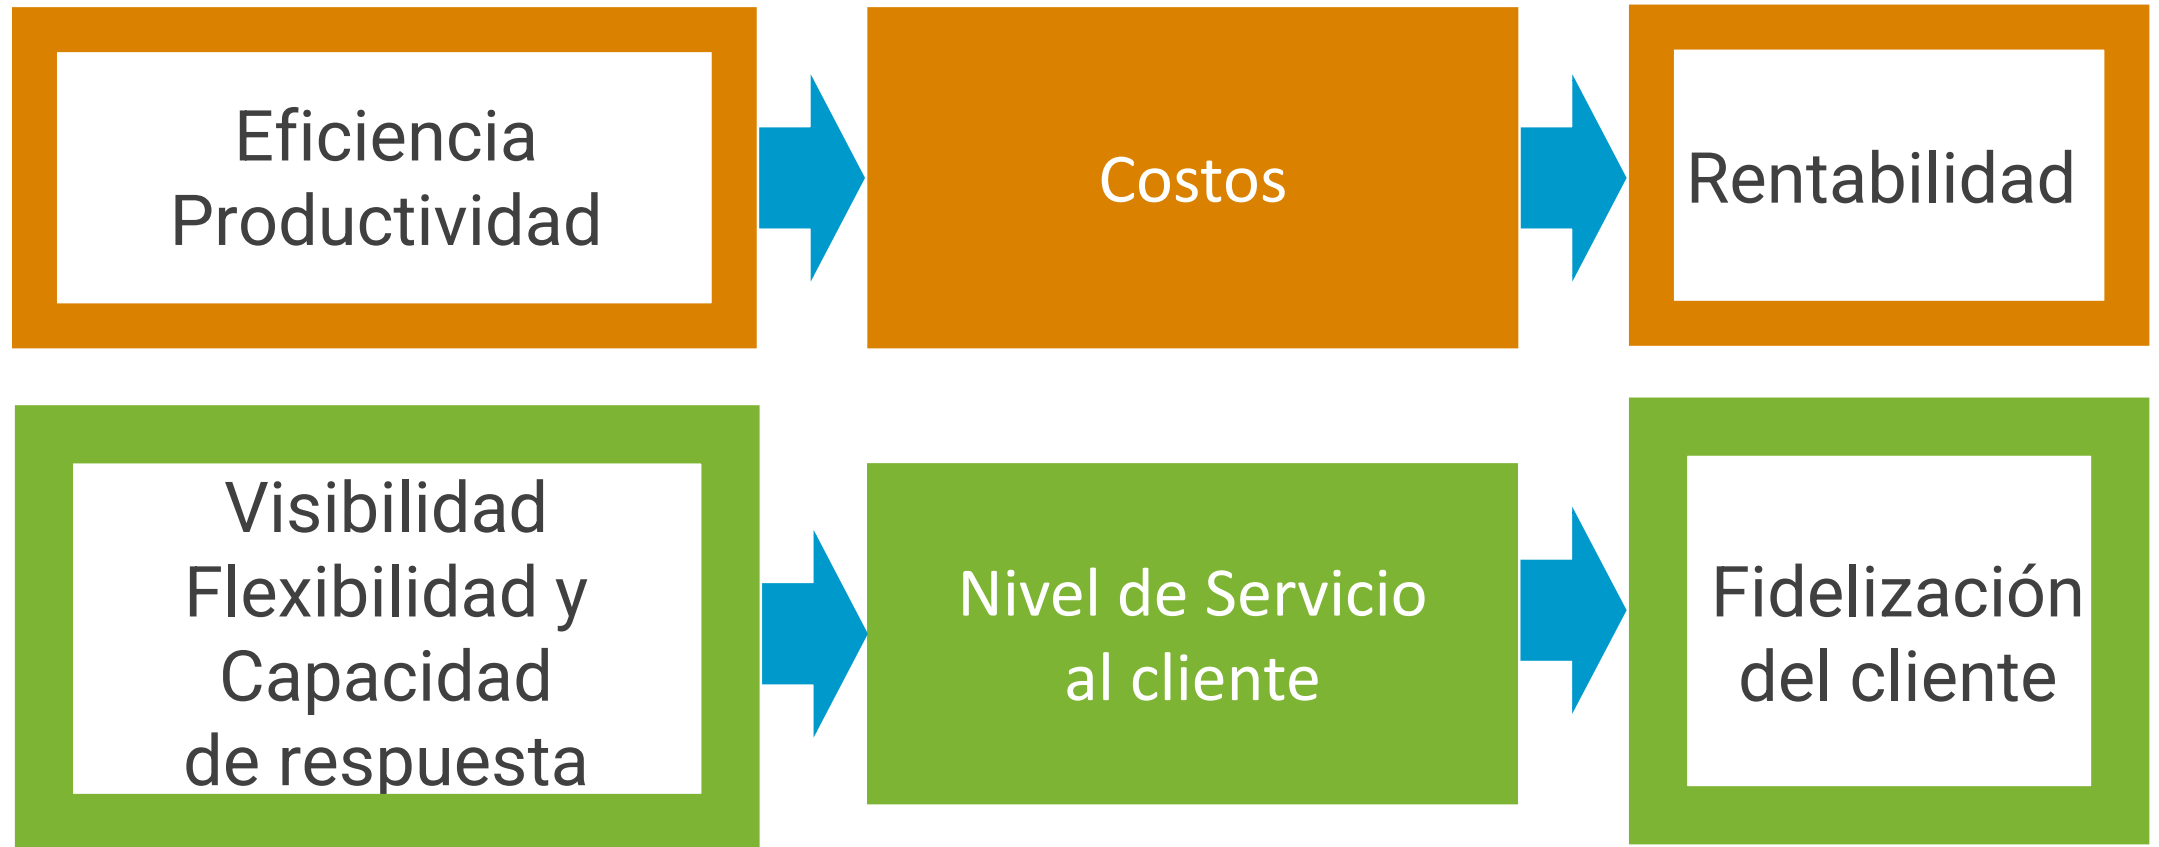 Eficiencia
Productividad
Costos
Rentabilidad
Visibilidad
Flexibilidad y
Capacidad
de respuesta
Nivel de Servicio
al cliente
Fidelización
del cliente